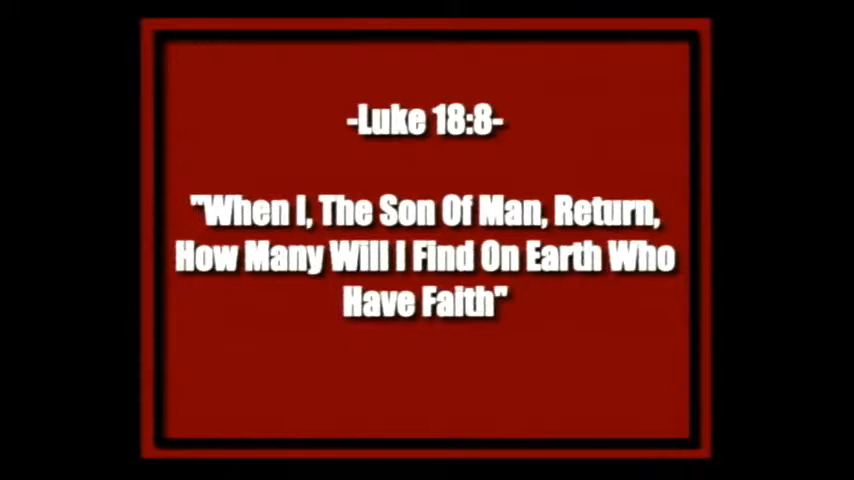 -Luke 18:8-
"When I, The Son Of Man, Return,
How Many Will I Find On Earth Who
Have Faith"